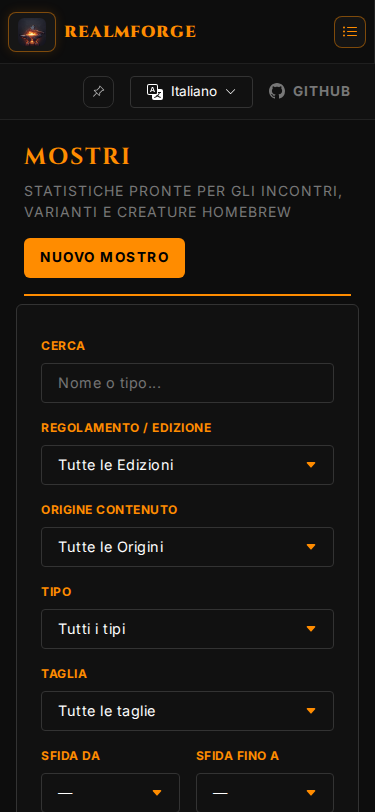 REALMFORGE
Italiano
GITHUB
MOSTRI
STATISTICHE PRONTE PER GLI INCONTRI,
VARIANTI E CREATURE HOMEBREW
NUOVO MOSTRO
CERCA
Nome o tipo...
REGOLAMENTO / EDIZIONE
Tutte le Edizioni
ORIGINE CONTENUTO
Tutte le Origini
TIPO
Tutti i tipi
TAGLIA
Tutte le taglie
SFIDA DA SFIDA FINO A
— —